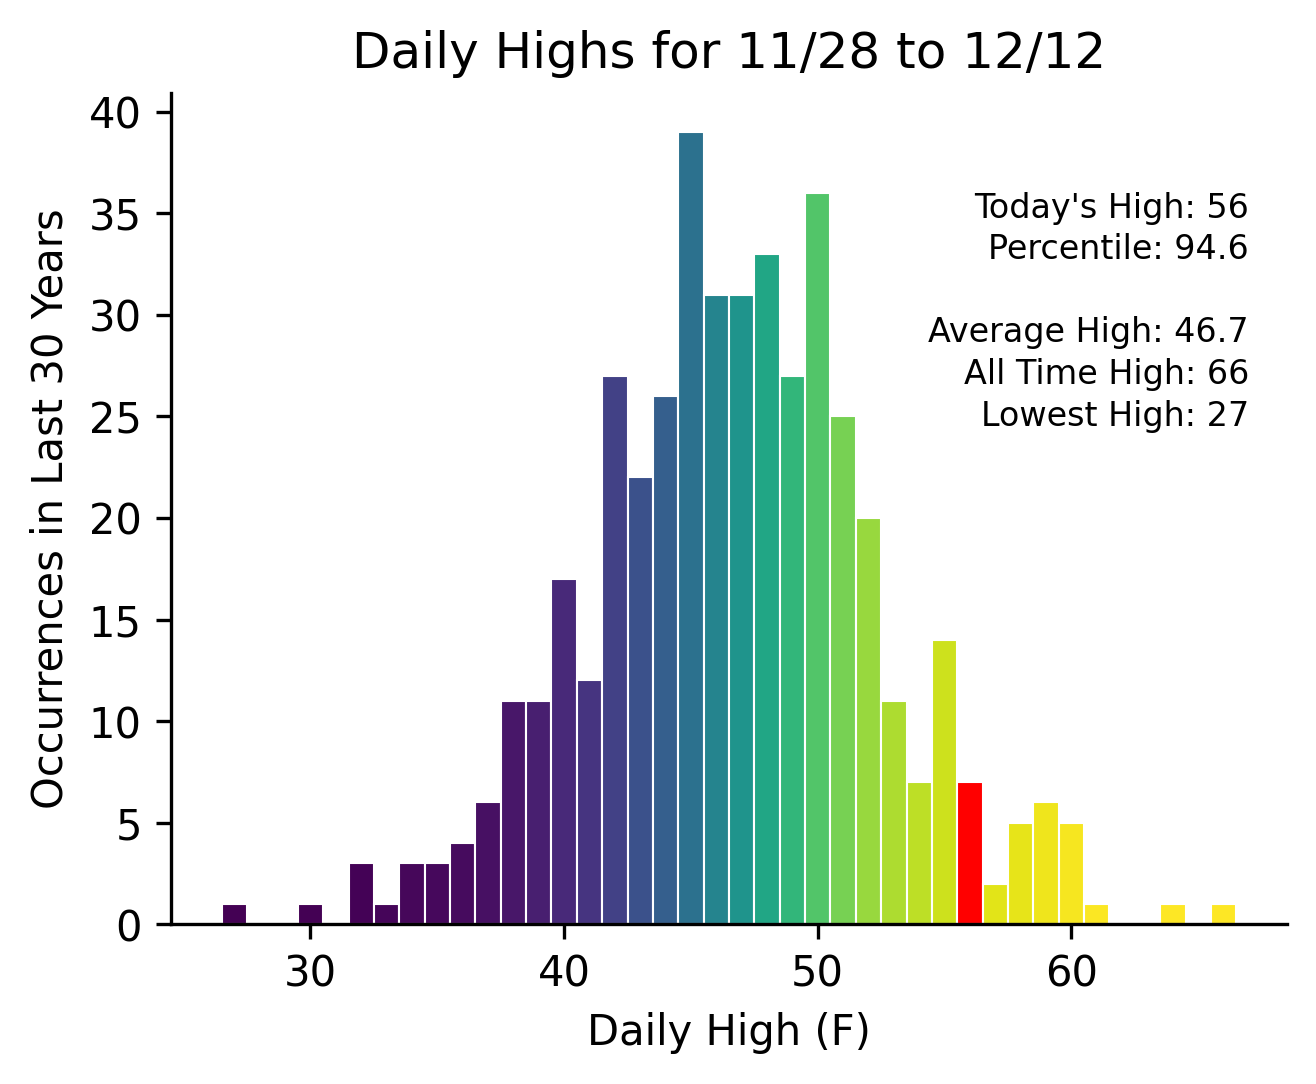 Daily Highs for 11/28 to 12/12
40
35
30
25
20
15
10
5
0
Occurrences in Last 30 Years
Today's High: 56
Percentile: 94.6
Average High: 46.7
All Time High: 66
Lowest High: 27
30 40 50 60
Daily High (F)